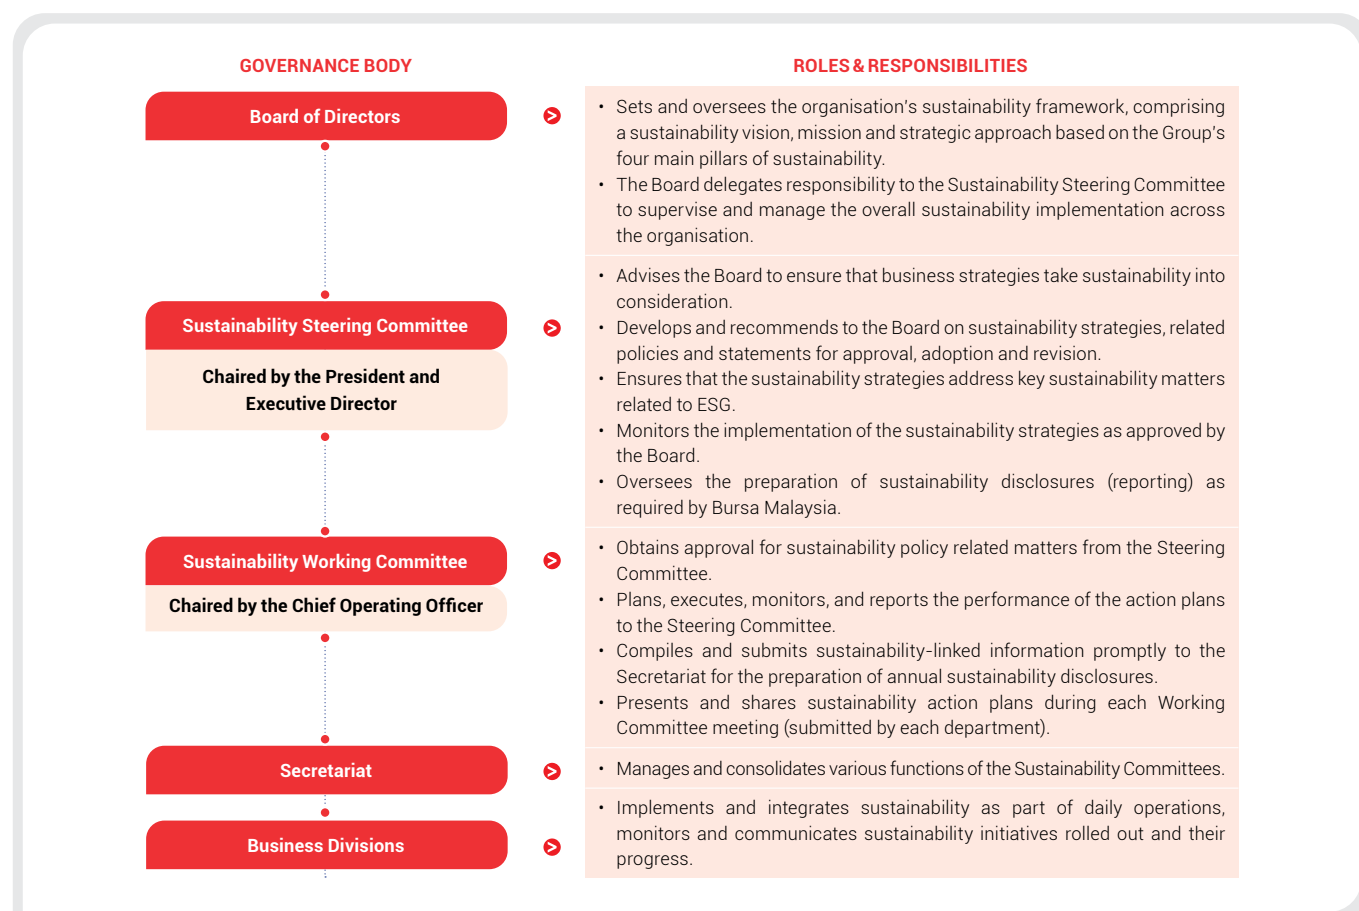 GOVERNANCE BODY
ROLES & RESPONSIBILITIES
Board of Directors
• Sets and oversees the organisation's sustainability framework, comprising
a sustainability vision, mission and strategic approach based on the Group's
four main pillars of sustainability.
• The Board delegates responsibility to the Sustainability Steering Committee
to supervise and manage the overall sustainability implementation across
the organisation.
Sustainability Steering Committee
Chaired by the President and
Executive Director
• Advises the Board to ensure that business strategies take sustainability into
consideration.
• Develops and recommends to the Board on sustainability strategies, related
policies and statements for approval, adoption and revision.
• Ensures that the sustainability strategies address key sustainability matters
related to ESG.
• Monitors the implementation of the sustainability strategies as approved by
the Board.
• Oversees the preparation of sustainability disclosures (reporting) as
required by Bursa Malaysia.
Sustainability Working Committee
Chaired by the Chief Operating Officer
• Obtains approval for sustainability policy related matters from the Steering
Committee.
• Plans, executes, monitors, and reports the performance of the action plans
to the Steering Committee.
• Compiles and submits sustainability-linked information promptly to the
Secretariat for the preparation of annual sustainability disclosures.
• Presents and shares sustainability action plans during each Working
Committee meeting (submitted by each department).
Secretariat
• Manages and consolidates various functions of the Sustainability Committees.
Business Divisions
• Implements and integrates sustainability as part of daily operations,
monitors and communicates sustainability initiatives rolled out and their
progress.